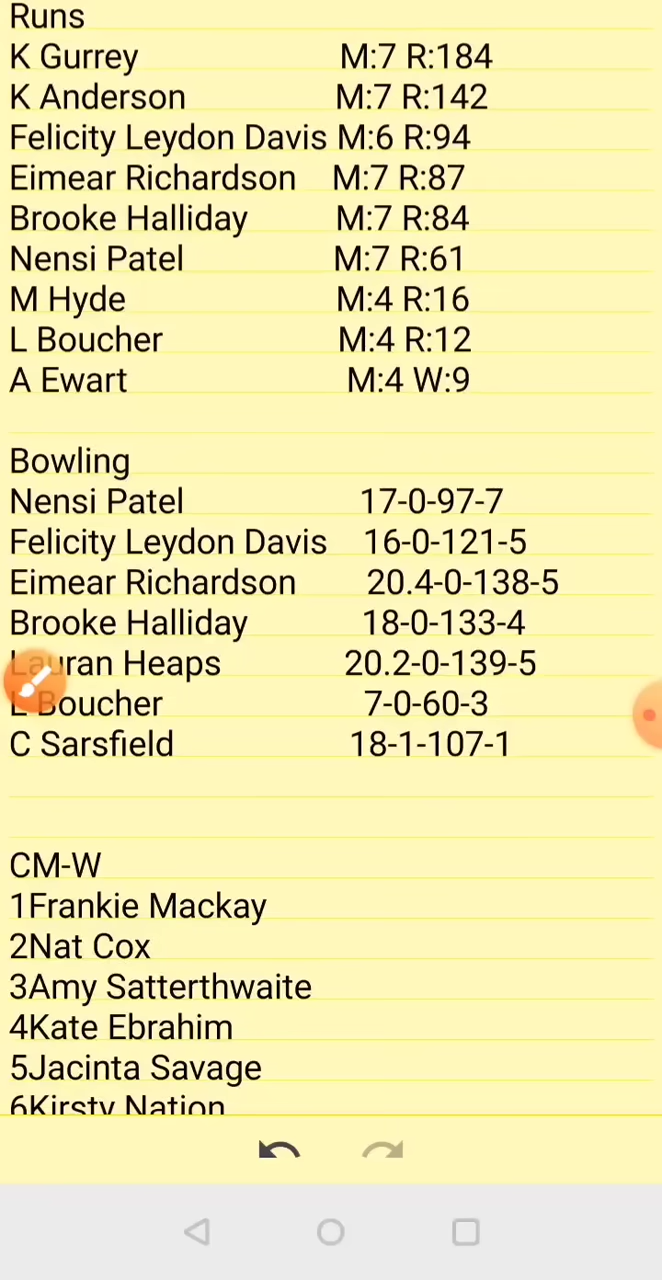 Runs
K Gurrey M:7 R:184
K Anderson M:7 R:142
Felicity Leydon Davis M:6 R:94
Eimear Richardson M:7 R:87
Brooke Halliday M:7 R:84
Nensi Patel M:7 R:61
M Hyde M:4 R:16
L Boucher M:4 R:12
A Ewart M:4 W:9
Bowling
Nensi Patel 17-0-97-7
Felicity Leydon Davis 16-0-121-5
Eimear Richardson 20.4-0-138-5
Brooke Halliday 18-0-133-4
Lauran Heaps 20.2-0-139-5
L Boucher 7-0-60-3
C Sarsfield 18-1-107-1
CM-W
1Frankie Mackay
2Nat Cox
3Amy Satterthwaite
4Kate Ebrahim
5Jacinta Savage
6Kirsty Nation